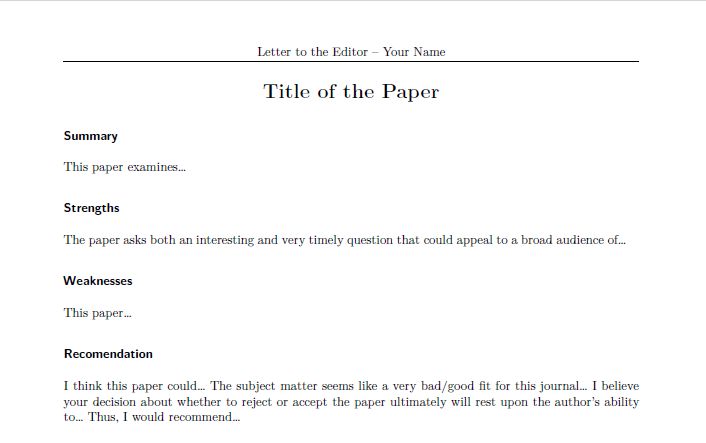 Letter to the Editor – Your Name
Title of the Paper
Summary
This paper examines...
Strengths
The paper asks both an interesting and very timely question that could appeal to a broad audience of...
Weaknesses
This paper...
Recomendation
I think this paper could... The subject matter seems like a very bad/good fit for this journal... I believe
your decision about whether to reject or accept the paper ultimately will rest upon the author's ability
to... Thus, I would recommend...